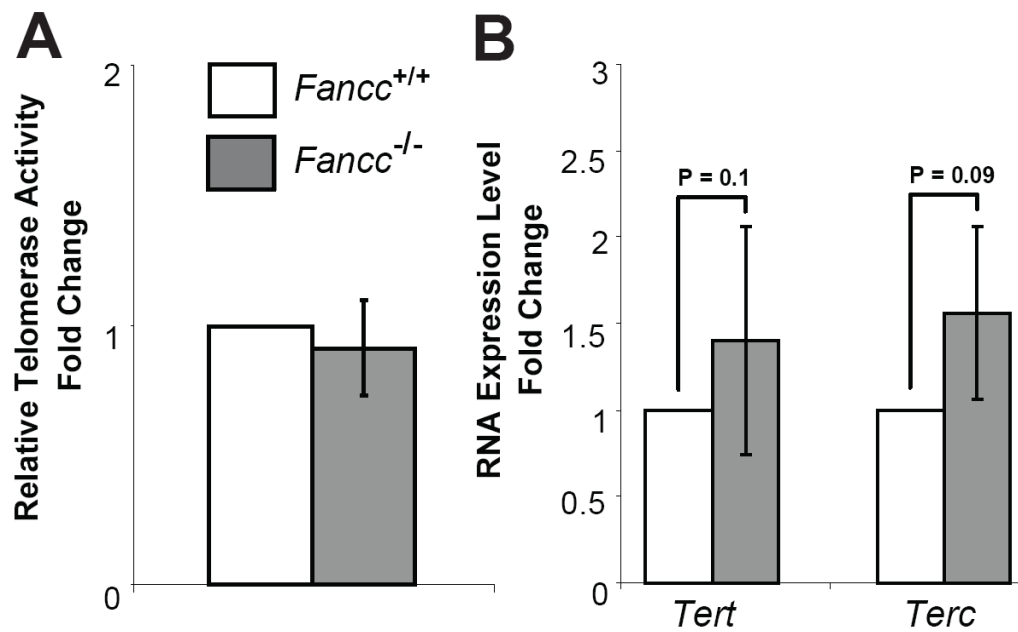 A
Relative Telomerase Activity
Fold Change
2
1
0
Fancc+/+
Fancc-/-
B
RNA Expression Level
Fold Change
3
2.5
2
1.5
1
0.5
0
P = 0.1
P = 0.09
Tert
Terc